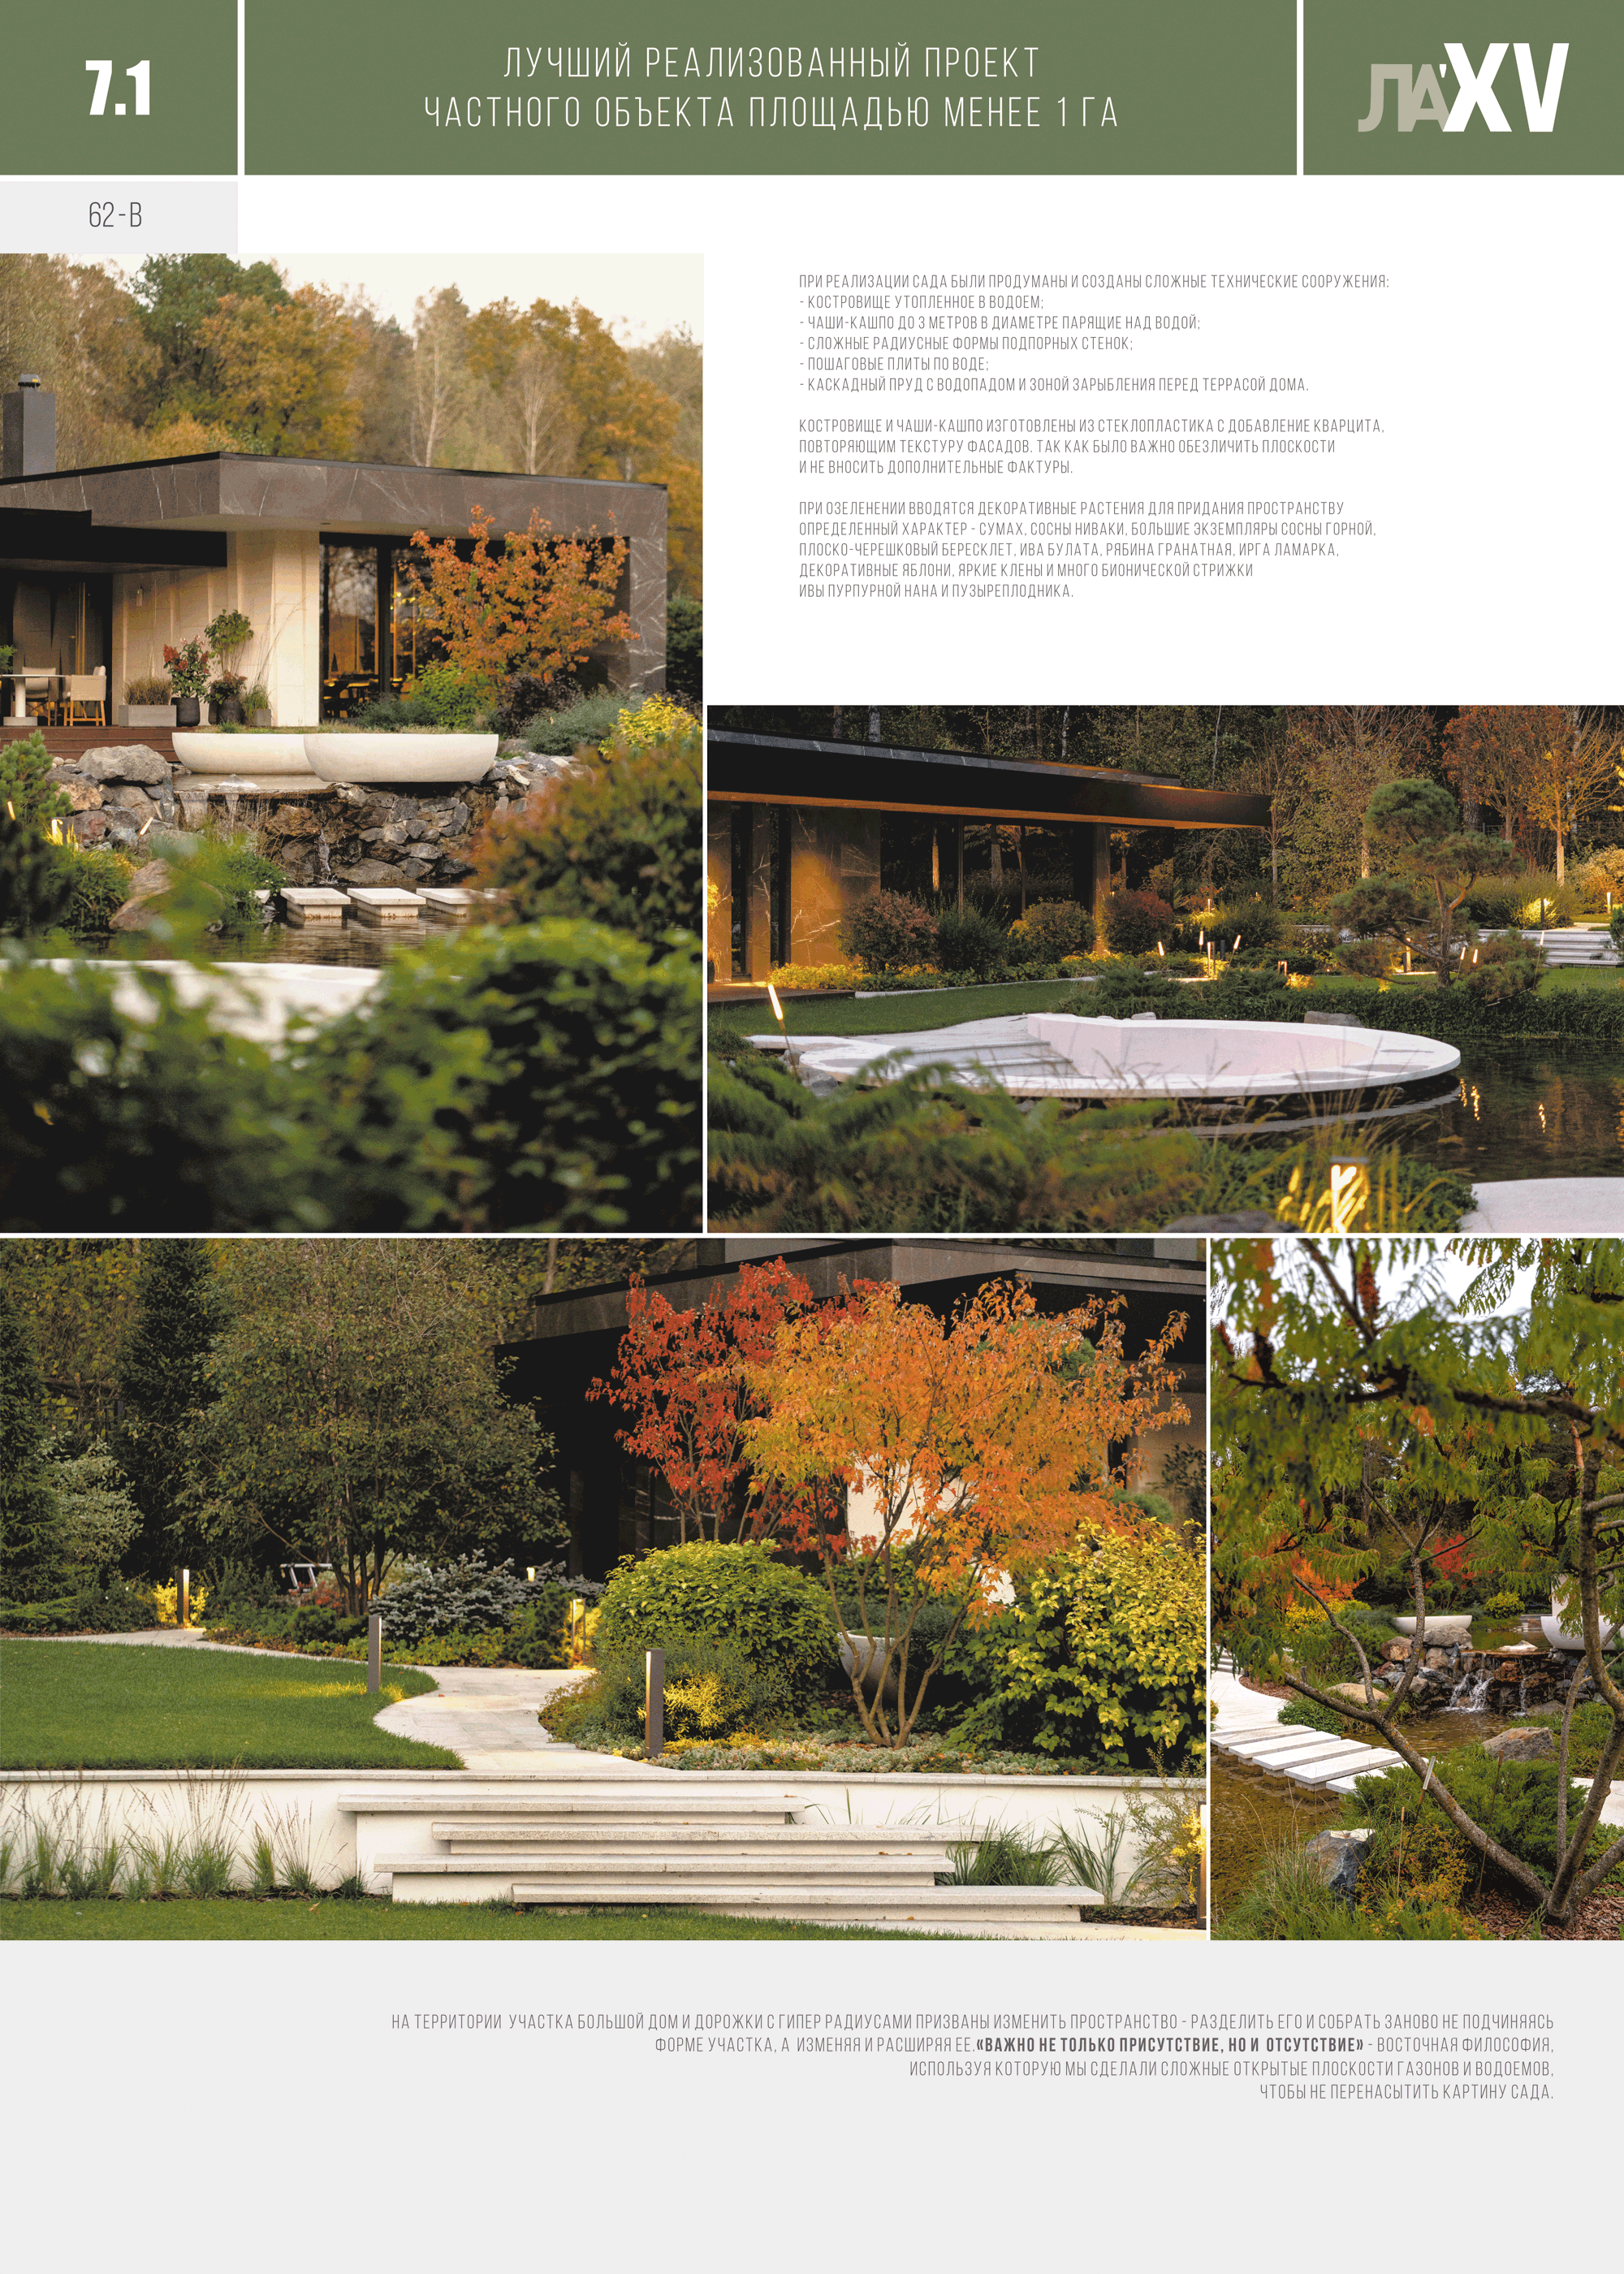 7.1
ЛУЧШИЙ РЕАЛИЗОВАННЫЙ ПРОЕКТ
ЧАСТНОГО ОБЪЕКТА ПЛОЩАДЬЮ МЕНЕЕ 1 ГА
ЛА'XV
62-В
ПРИ РЕАЛИЗАЦИИ САДА БЫЛИ ПРОДУМАНЫ И СОЗДАНЫ СЛОЖНЫЕ ТЕХНИЧЕСКИЕ СООРУЖЕНИЯ:
- КОСТРОВИЩЕ УТОПЛЕННОЕ В ВОДОЕМ;
- ЧАШИ-КАШПО ДО 3 МЕТРОВ В ДИАМЕТРЕ ПАРЯЩИЕ НАД ВОДОЙ;
- СЛОЖНЫЕ РАДИУСНЫЕ ФОРМЫ ПОДПОРНЫХ СТЕНОК;
- ПОШАГОВЫЕ ПЛИТЫ ПО ВОДЕ;
- КАСКАДНЫЙ ПРУД С ВОДОПАДОМ И ЗОНОЙ ЗАРЫБЛЕНИЯ ПЕРЕД ТЕРРАСОЙ ДОМА.
КОСТРОВИЩЕ И ЧАШИ-КАШПО ИЗГОТОВЛЕНЫ ИЗ СТЕКЛОПЛАСТИКА С ДОБАВЛЕНИЕ КВАРЦИТА,
ПОВТОРЯЮЩИМ ТЕКСТУРУ ФАСАДОВ. ТАК КАК БЫЛО ВАЖНО ОБЕЗЛИЧИТЬ ПЛОСКОСТИ
И НЕ ВНОСИТЬ ДОПОЛНИТЕЛЬНЫЕ ФАКТУРЫ.
ПРИ ОЗЕЛЕНЕНИИ ВВОДЯТСЯ ДЕКОРАТИВНЫЕ РАСТЕНИЯ ДЛЯ ПРИДАНИЯ ПРОСТРАНСТВУ
ОПРЕДЕЛЕННЫЙ ХАРАКТЕР - СУМАХ, СОСНЫ НИВАКИ, БОЛЬШИЕ ЭКЗЕМПЛЯРЫ СОСНЫ ГОРНОЙ,
ПЛОСКО-ЧЕРЕШКОВЫЙ БЕРЕСКЛЕТ, ИВА БУЛАТА, РЯБИНА ГРАНАТНАЯ, ИРГА ЛАМАРКА,
ДЕКОРАТИВНЫЕ ЯБЛОНИ, ЯРКИЕ КЛЕНЫ И МНОГО БИОНИЧЕСКОЙ СТРИЖКИ
ИВЫ ПУРПУРНОЙ НАНА И ПУЗЫРЕПЛОДНИКА.
НА ТЕРРИТОРИИ УЧАСТКА БОЛЬШОЙ ДОМ И ДОРОЖКИ С ГИПЕР РАДИУСАМИ ПРИЗВАНЫ ИЗМЕНИТЬ ПРОСТРАНСТВО - РАЗДЕЛИТЬ ЕГО И СОБРАТЬ ЗАНОВО НЕ ПОДЧИНЯЯСЬ
ФОРМЕ УЧАСТКА, А ИЗМЕНЯЯ И РАСШИРЯЯ ЕЕ.«ВАЖНО НЕ ТОЛЬКО ПРИСУТСТВИЕ, НО И ОТСУТСТВИЕ» - ВОСТОЧНАЯ ФИЛОСОФИЯ,
ИСПОЛЬЗУЯ КОТОРУЮ МЫ СДЕЛАЛИ СЛОЖНЫЕ ОТКРЫТЫЕ ПЛОСКОСТИ ГАЗОНОВ И ВОДОЕМОВ,
ЧТОБЫ НЕ ПЕРЕНАСЫТИТЬ КАРТИНУ САДА.